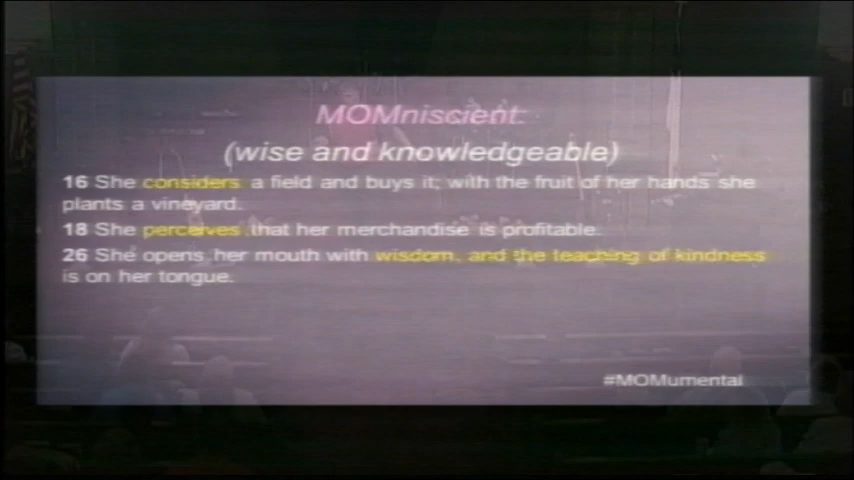 MOMniscient:
(wise and knowledgeable)
16 She considers a field and buys it; with the fruit of her hands she
plants a vineyard.
18 She perceives that her merchandise is profitable.
26 She opens her mouth with wisdom, and the teaching of kindness
is on her tongue.
#MOMumental